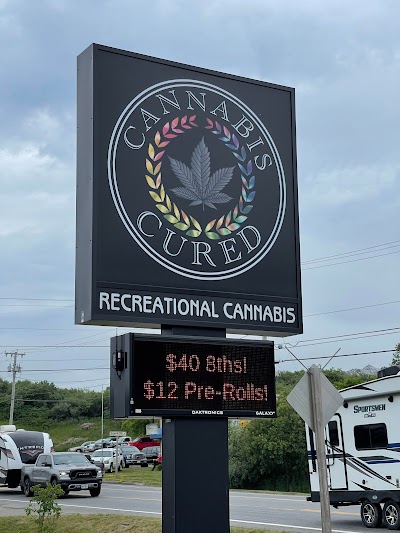 CANNABIS
CURED
RECREATIONAL CANNABIS
$40 8ths!
$12 Pre-Rolls!
DAKTRONICS
GALAXY
SPORTSMEN